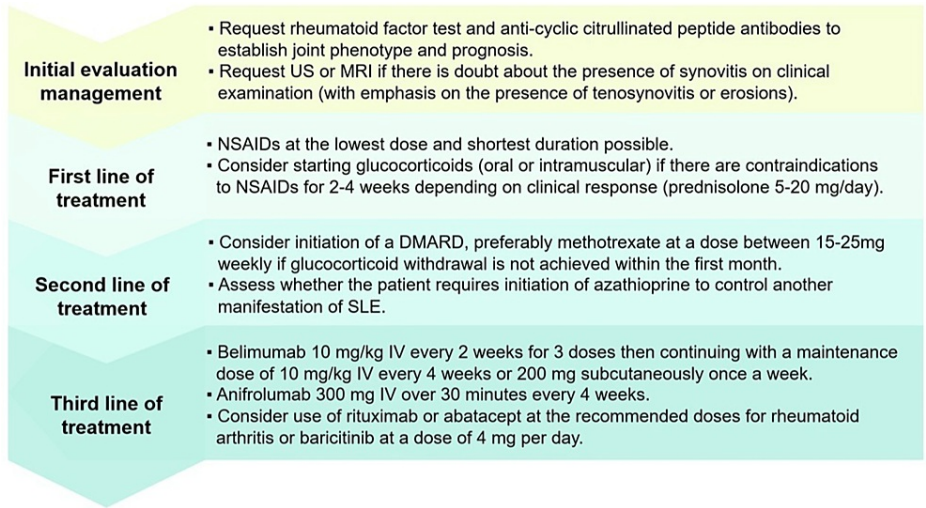 Initial evaluation
management
▪ Request rheumatoid factor test and anti-cyclic citrullinated peptide antibodies to
establish joint phenotype and prognosis.
▪ Request US or MRI if there is doubt about the presence of synovitis on clinical
examination (with emphasis on the presence of tenosynovitis or erosions).
First line of
treatment
▪ NSAIDs at the lowest dose and shortest duration possible.
▪ Consider starting glucocorticoids (oral or intramuscular) if there are contraindications
to NSAIDs for 2-4 weeks depending on clinical response (prednisolone 5-20 mg/day).
Second line of
treatment
▪ Consider initiation of a DMARD, preferably methotrexate at a dose between 15-25mg
weekly if glucocorticoid withdrawal is not achieved within the first month.
▪ Assess whether the patient requires initiation of azathioprine to control another
manifestation of SLE.
Third line of
treatment
▪ Belimumab 10 mg/kg IV every 2 weeks for 3 doses then continuing with a maintenance
dose of 10 mg/kg IV every 4 weeks or 200 mg subcutaneously once a week.
▪ Anifrolumab 300 mg IV over 30 minutes every 4 weeks.
▪ Consider use of rituximab or abatacept at the recommended doses for rheumatoid
arthritis or baricitinib at a dose of 4 mg per day.